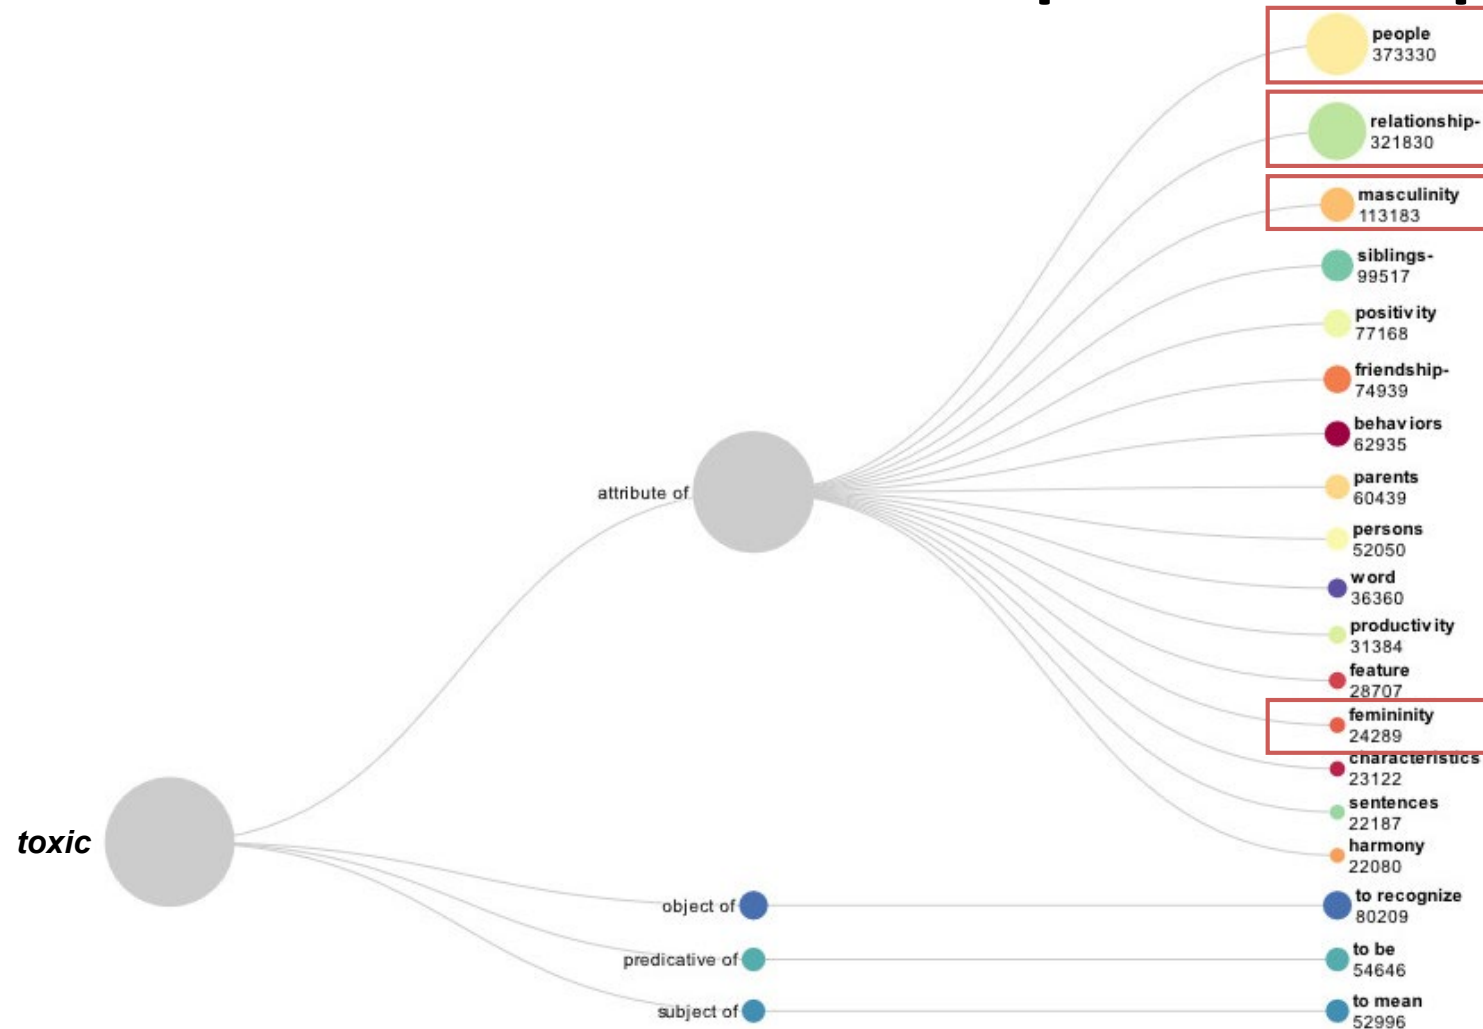 people
373330
relationship-
321830
masculinity
113183
siblings-
99517
positivity
77168
friendship-
74939
behaviors
62935
attribute of
parents
60439
persons
52050
word
36360
productivity
31384
feature
28707
femininity
24289
characteristics
23122
sentences
22187
toxic
harmony
22080
object of
to recognize
80209
predicative of
to be
54646
subject of
to mean
52996